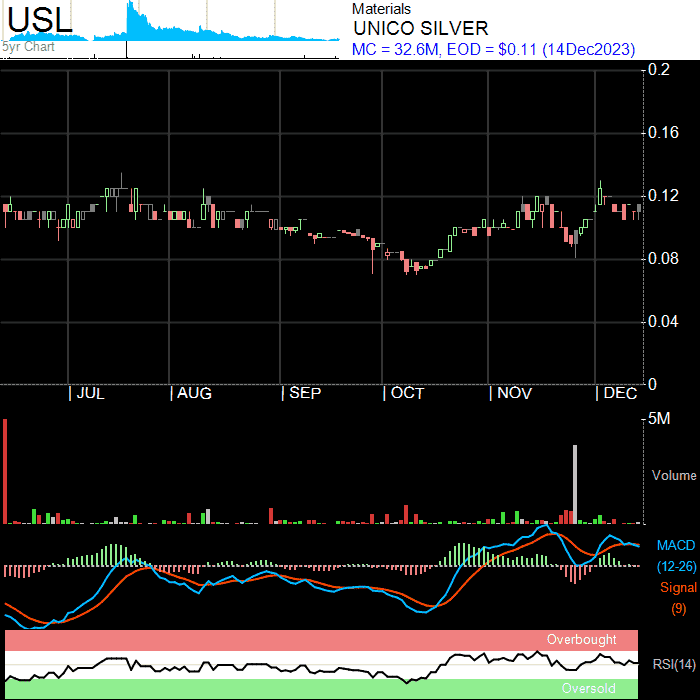 USL
5yr Chart
Materials
UNICO SILVER
MC = 32.6M, EOD = $0.11 (14Dec2023)
0.2
0.16
0.12
0.08
0.04
0
JUL AUG SEP OCT NOV DEC
5M
Volume
MACD
(12-26)
Signal
(9)
Overbought
RSI(14)
Oversold